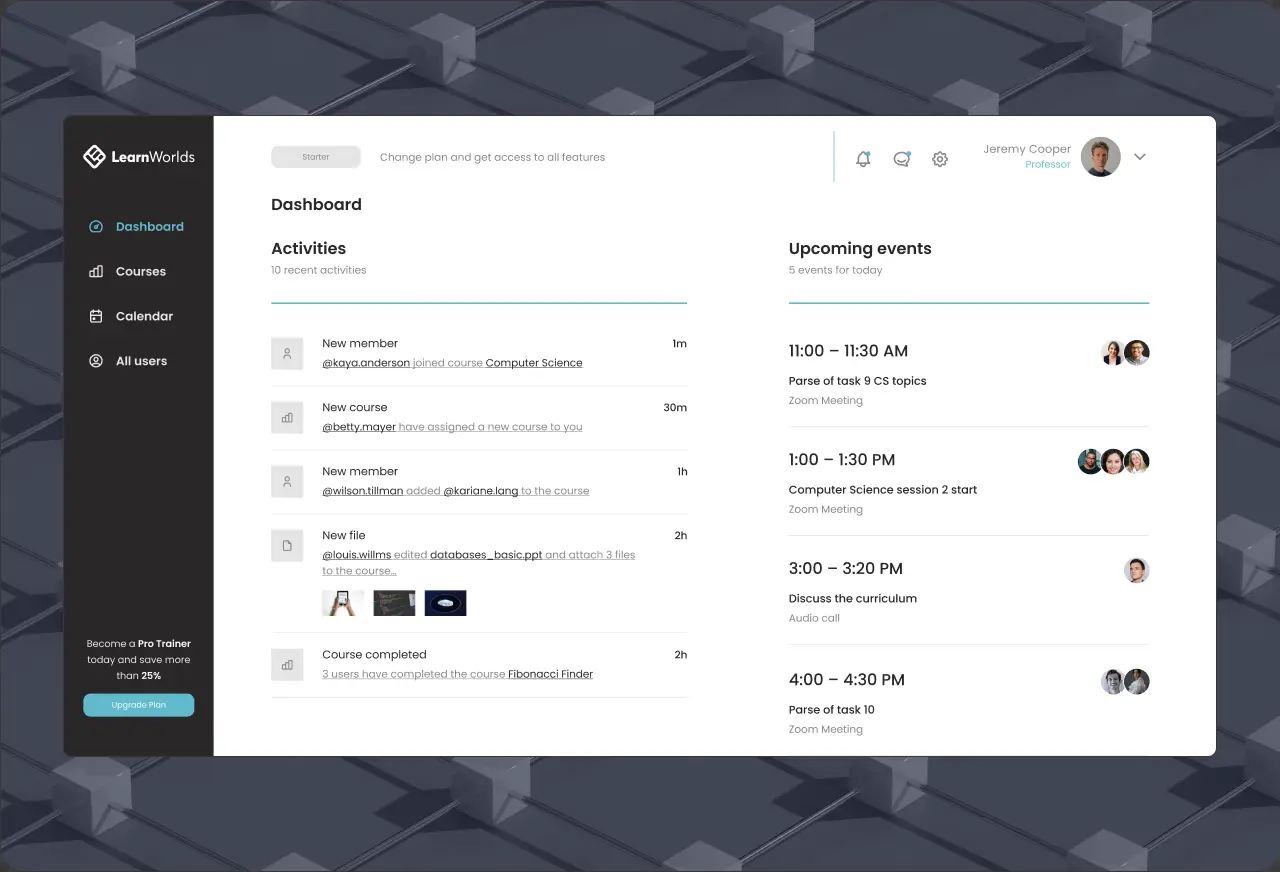 LearnWorlds
Dashboard
Courses
Calendar
All users
Become a Pro Trainer
today and save more
than 25%
Upgrade Plan
Starter
Change plan and get access to all features
Jeremy Cooper
Professor
Dashboard
Activities
10 recent activities
New member
1m
@kaya.anderson joined course Computer Science
New course
30m
@betty.mayer have assigned a new course to you
New member
1h
@wilson.tillman added @kariane.lang to the course
New file
2h
@louis.willms edited databases_basic.ppt and attach 3 files
to the course...
Course completed
2h
3 users have completed the course Fibonacci Finder
Upcoming events
5 events for today
11:00 – 11:30 AM
Parse of task 9 CS topics
Zoom Meeting
1:00 – 1:30 PM
Computer Science session 2 start
Zoom Meeting
3:00 – 3:20 PM
Discuss the curriculum
Audio call
4:00 – 4:30 PM
Parse of task 10
Zoom Meeting